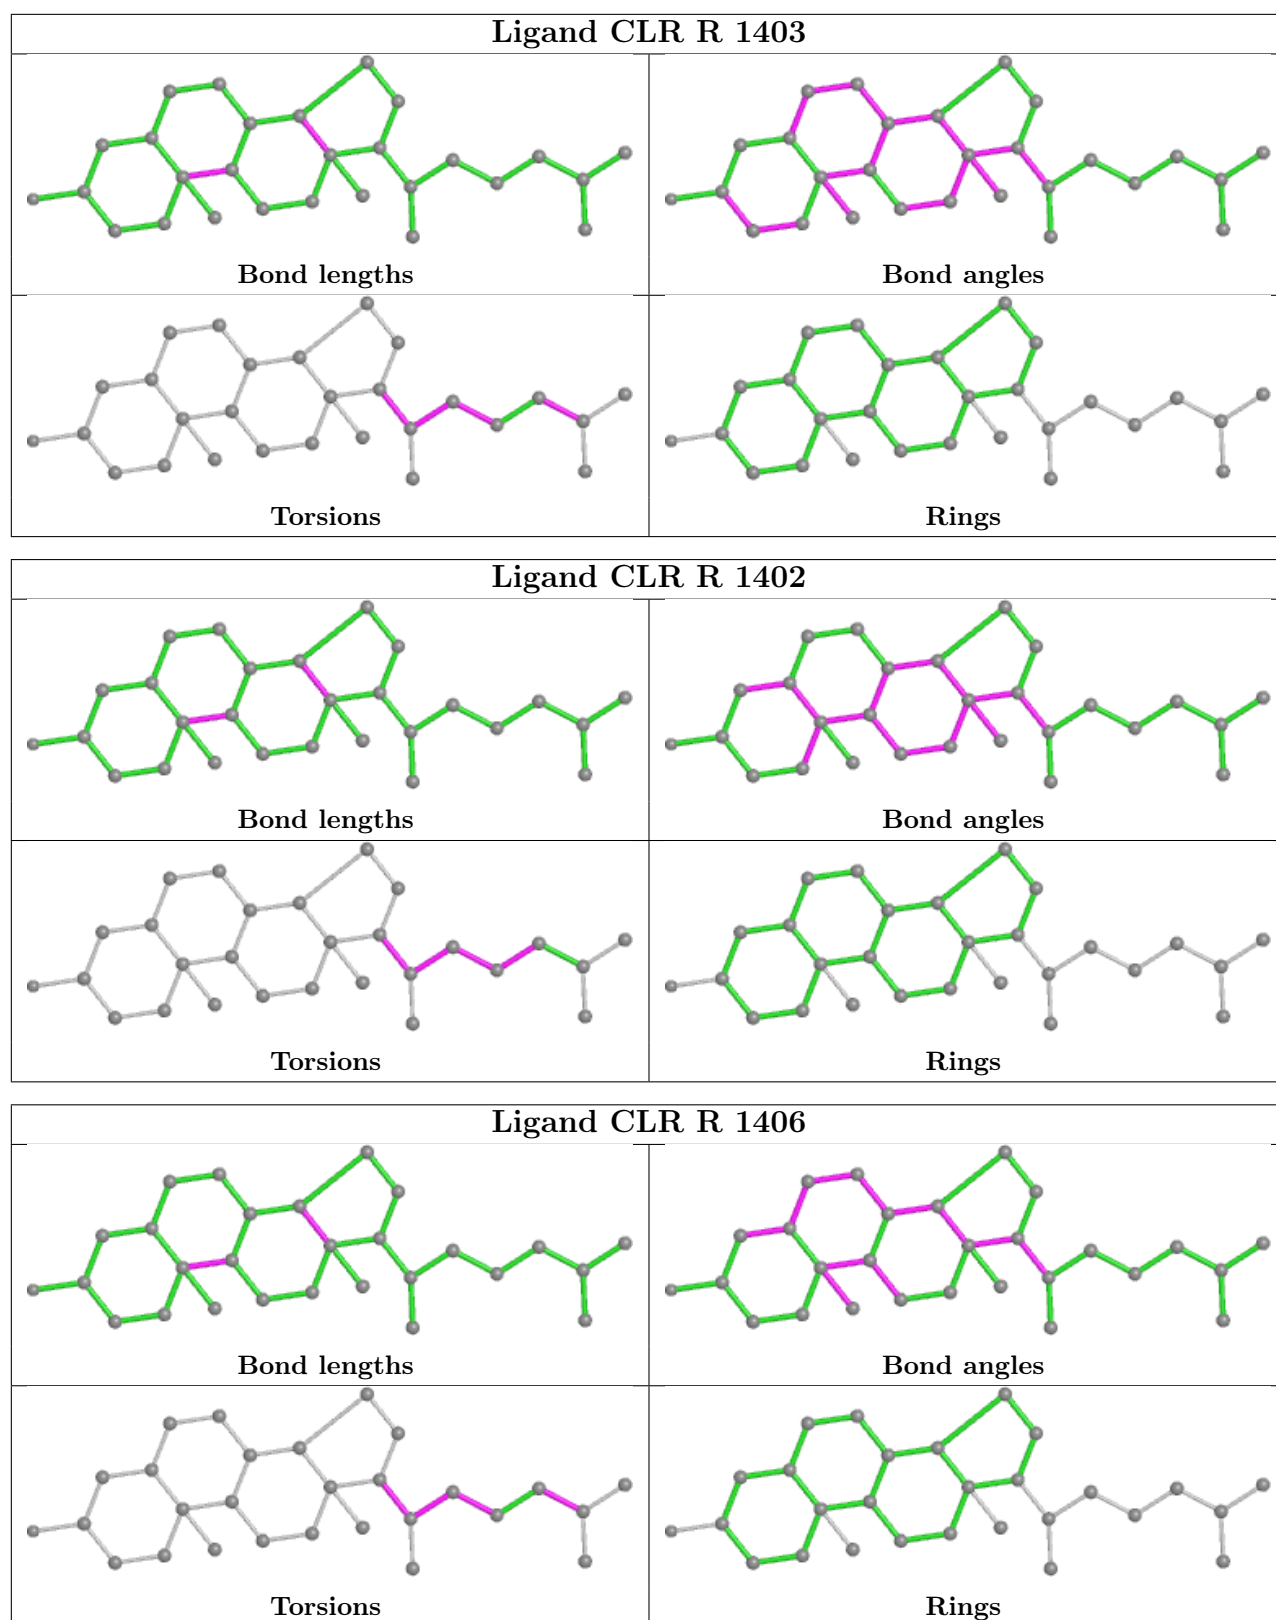 Ligand CLR R 1403
Bond lengths
Bond angles
Torsions
Rings
Ligand CLR R 1402
Bond lengths
Bond angles
Torsions
Rings
Ligand CLR R 1406
Bond lengths
Bond angles
Torsions
Rings